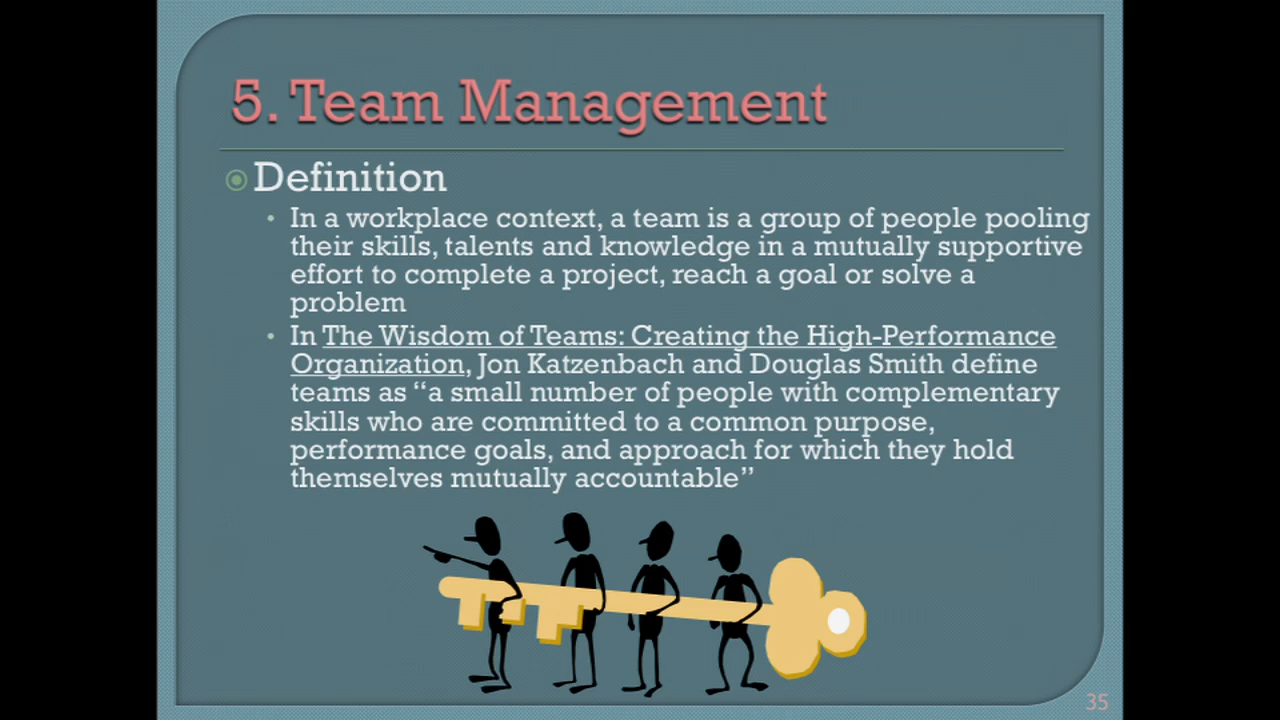 5. Team Management
Definition
In a workplace context, a team is a group of people pooling
their skills, talents and knowledge in a mutually supportive
effort to complete a project, reach a goal or solve a
problem
In The Wisdom of Teams: Creating the High-Performance
Organization, Jon Katzenbach and Douglas Smith define
teams as “a small number of people with complementary
skills who are committed to a common purpose,
performance goals, and approach for which they hold
themselves mutually accountable”
35